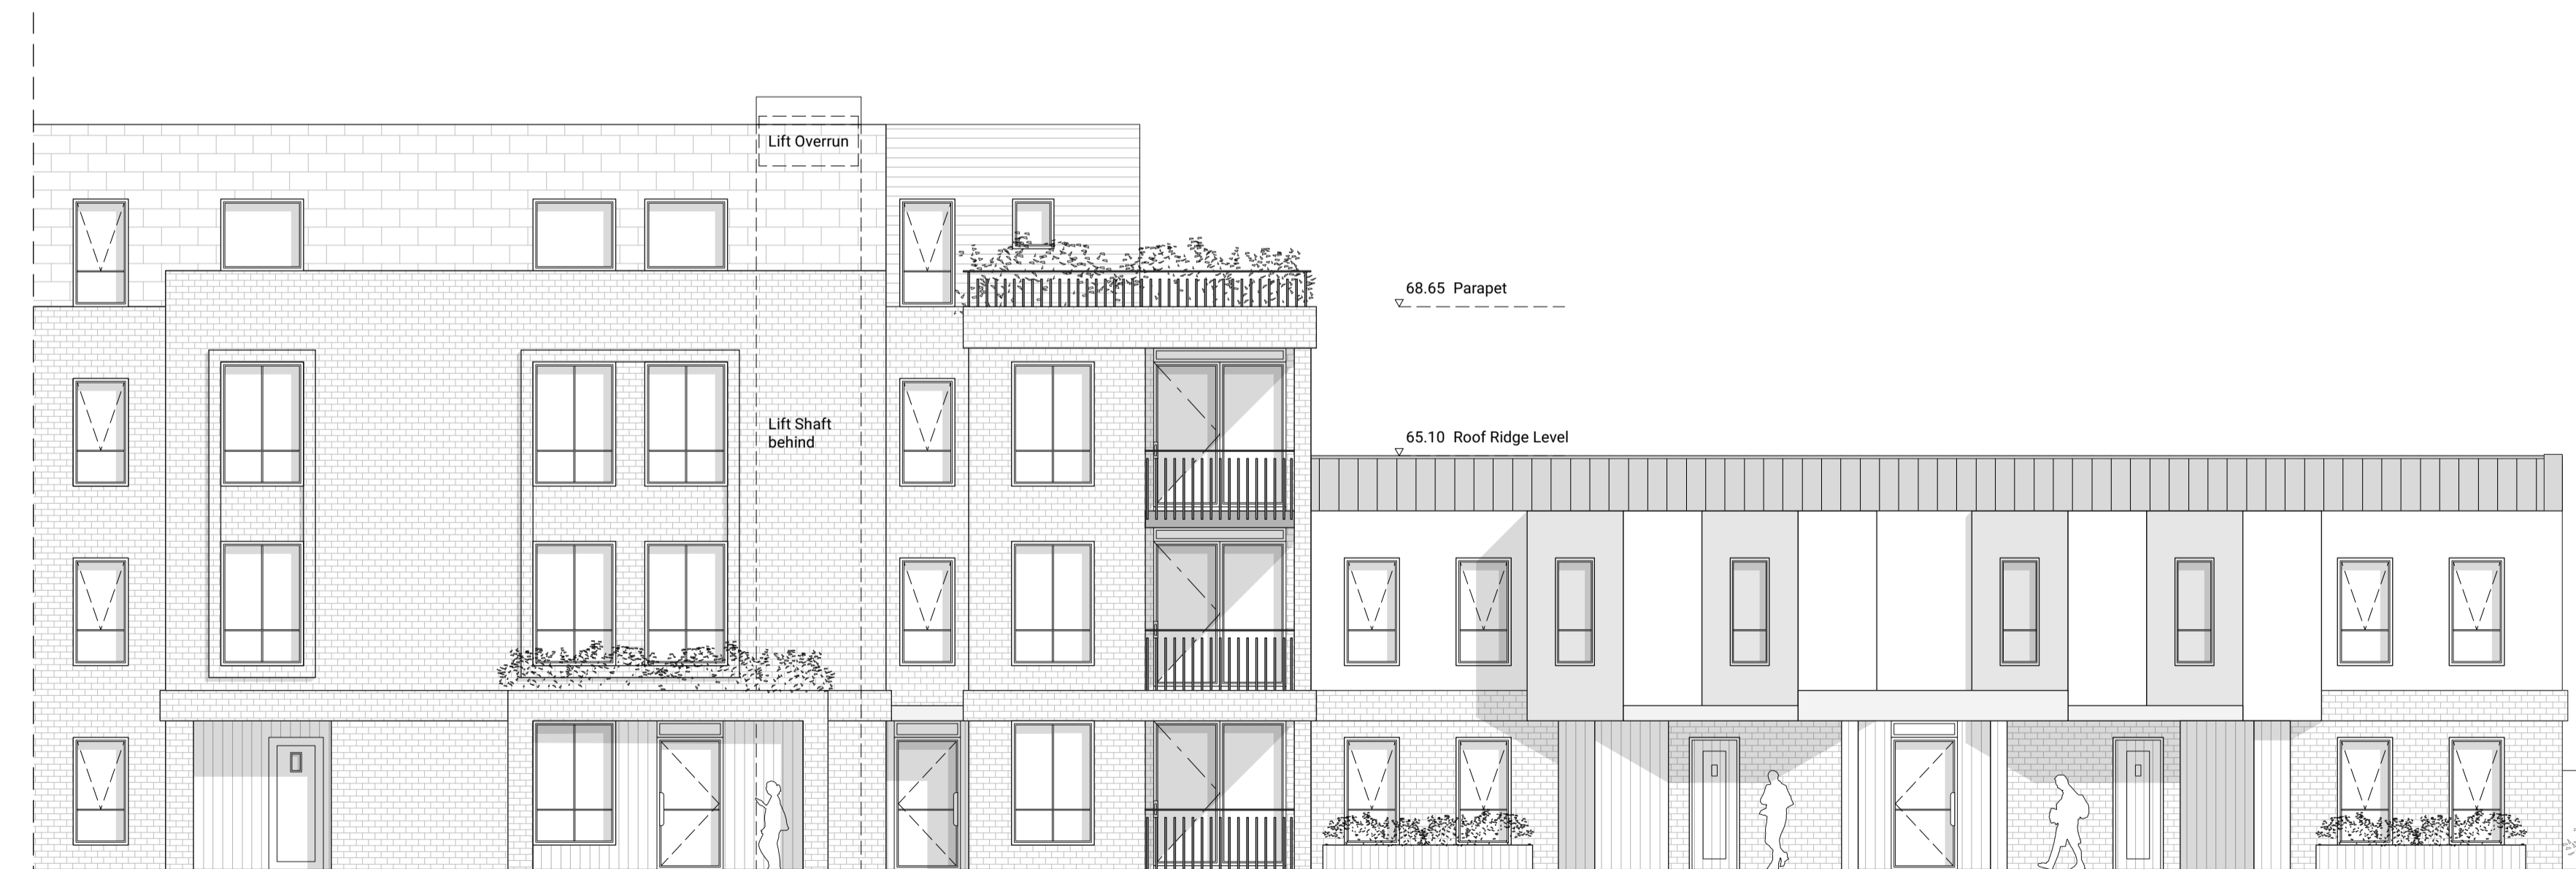 Lift Overrun
68.65 Parapet
Lift Shaft
behind
65.10 Roof Ridge Level